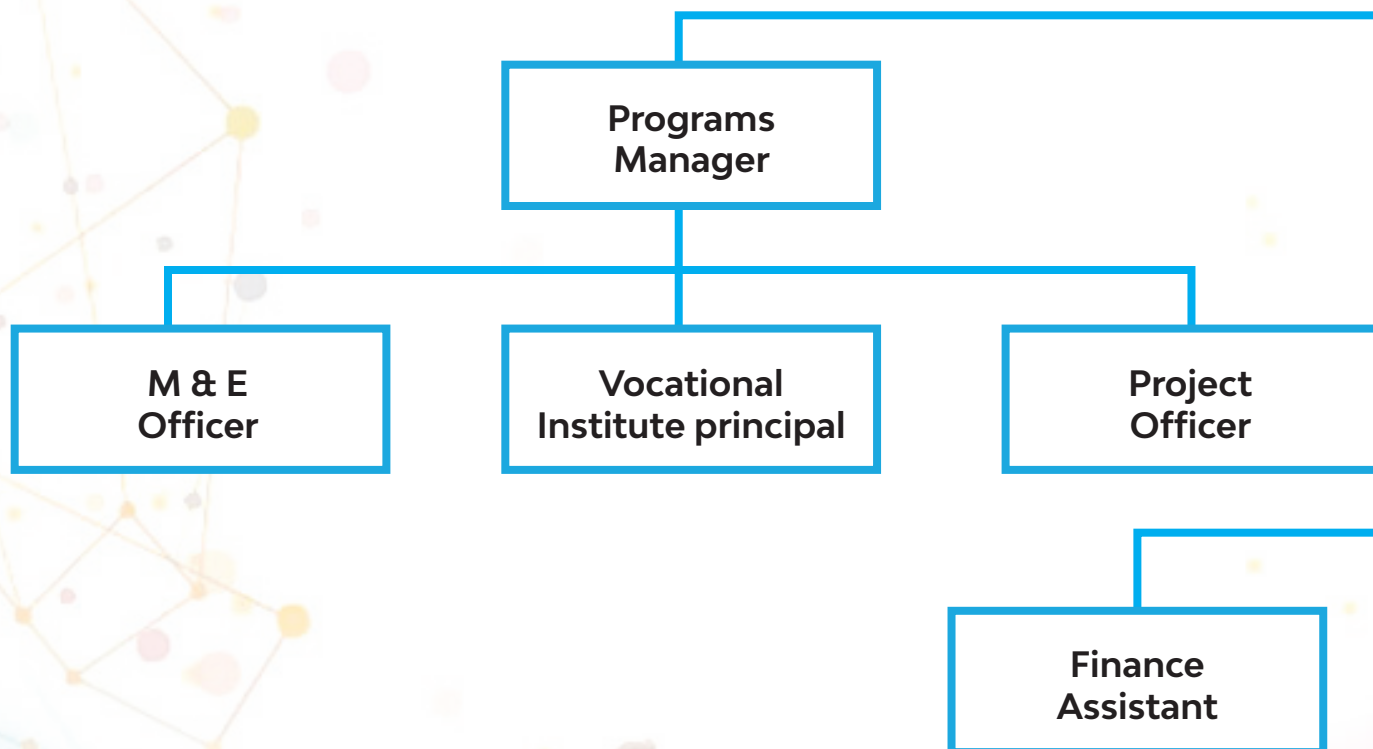 Programs
Manager
M & E
Officer
Vocational
Institute principal
Project
Officer
Finance
Assistant